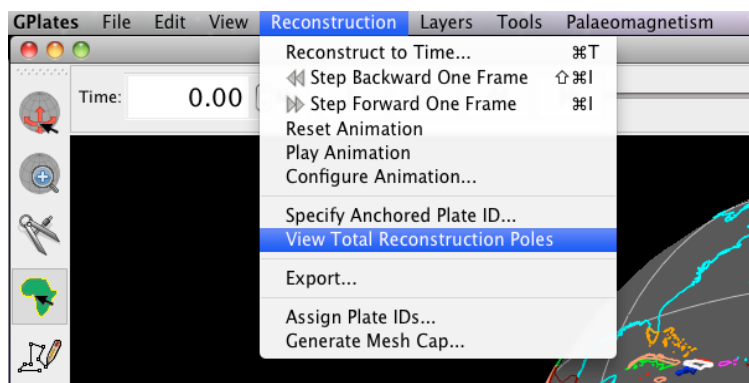 GPlates File Edit View Reconstruction Layers Tools Palaeomagnetism
Reconstruct to Time... ⌘T
Time: 0.00
Step Backward One Frame ⇧⌘I
Step Forward One Frame ⌘I
Reset Animation
Play Animation
Configure Animation...
Specify Anchored Plate ID...
View Total Reconstruction Poles
Export...
Assign Plate IDs...
Generate Mesh Cap...